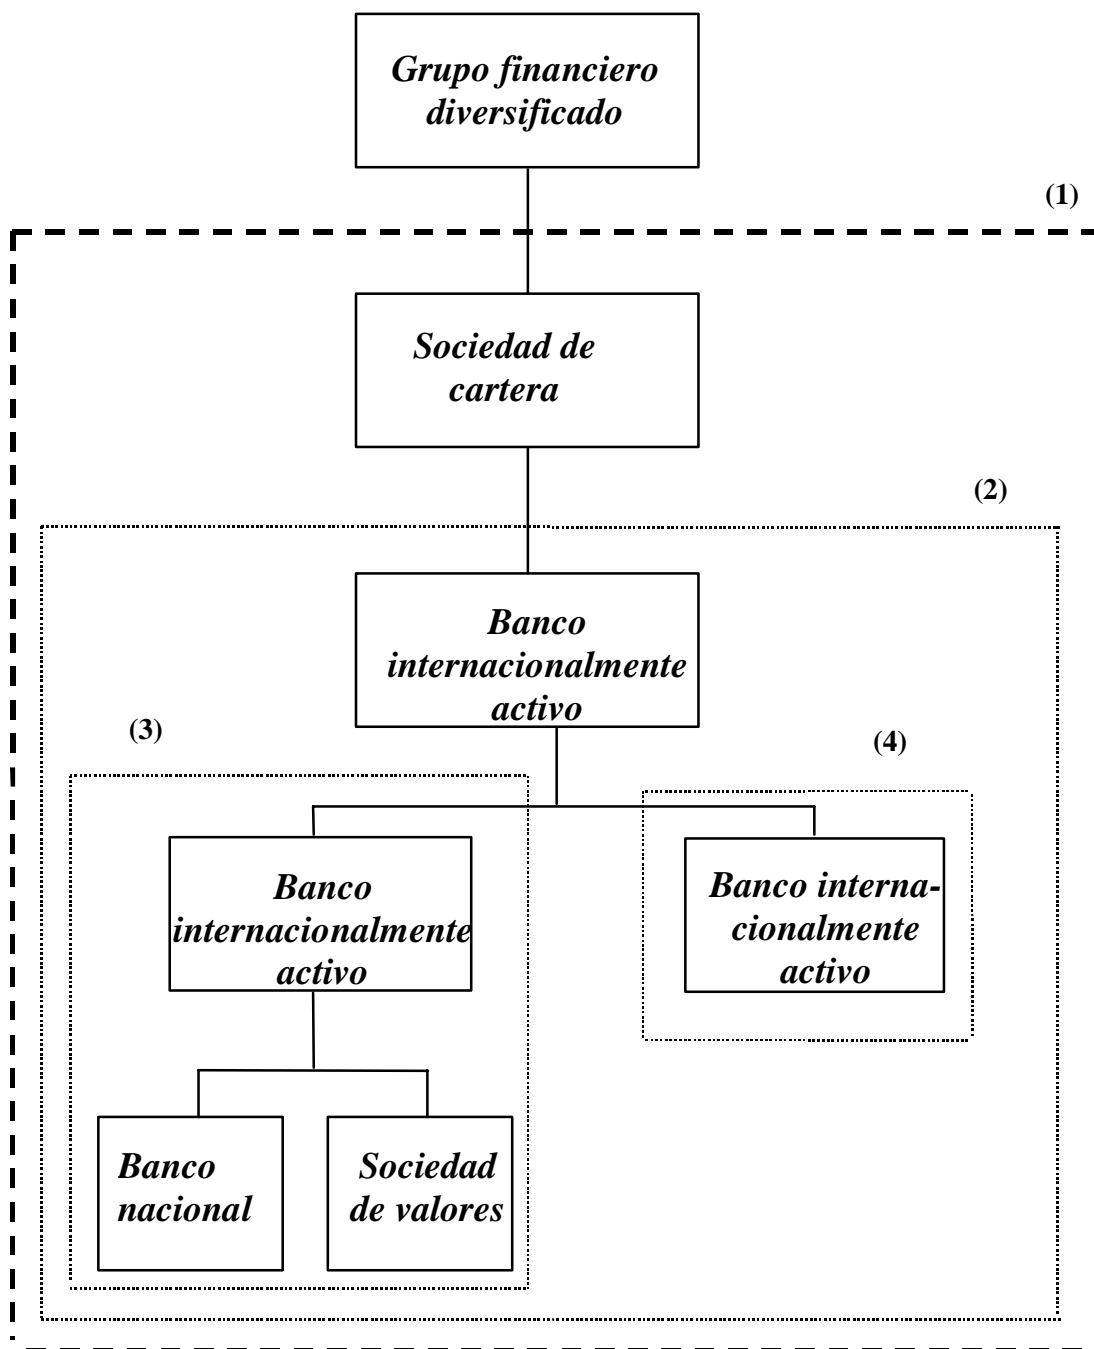 Grupo financiero
diversificado
(1)
Sociedad de
cartera
(2)
Banco
internacionalmente
activo
(3)
(4)
Banco
internacionalmente
activo
Banco interna-
cionalmente
activo
Banco
nacional
Sociedad
de valores